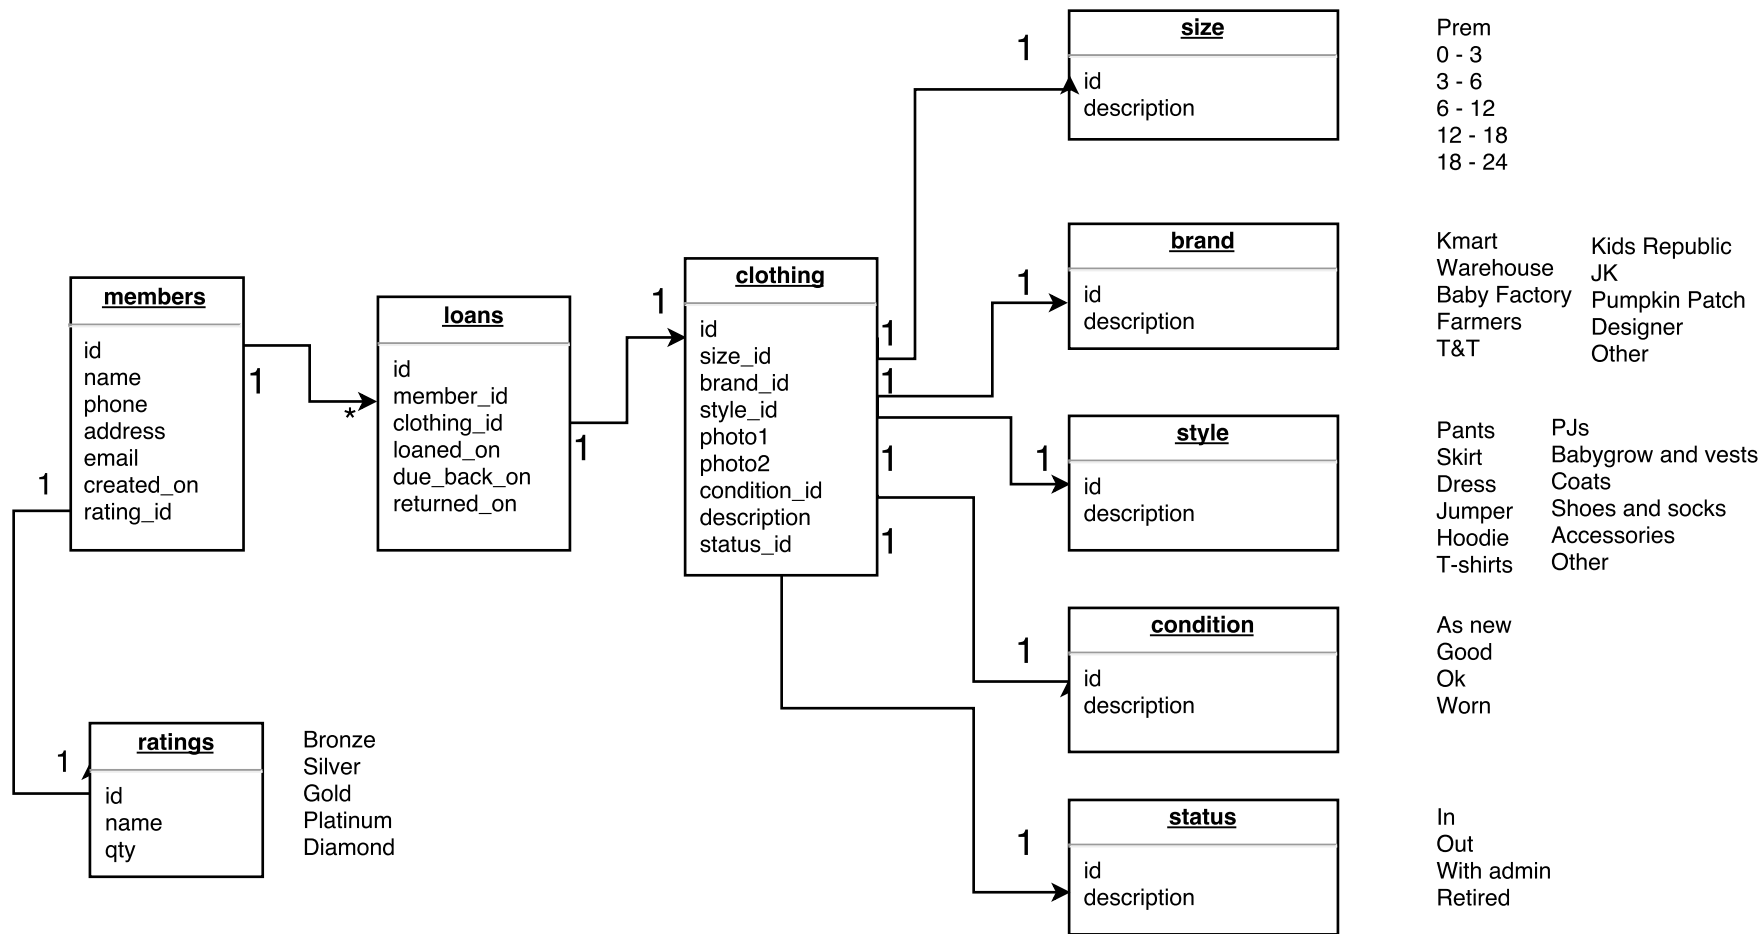 members
id
name
phone
address
email
created_on
rating_id
1
1
*
loans
id
member_id
clothing_id
loaned_on
due_back_on
returned_on
1
1
clothing
id
size_id
brand_id
style_id
photo1
photo2
condition_id
description
status_id
1
1
1
1
1
size
id
description
Prem
0 - 3
3 - 6
6 - 12
12 - 18
18 - 24
1
brand
id
description
Kmart
Warehouse
Baby Factory
Farmers
T&T
Kids Republic
JK
Pumpkin Patch
Designer
Other
1
style
id
description
Pants
Skirt
Dress
Jumper
Hoodie
T-shirts
PJs
Babygrow and vests
Coats
Shoes and socks
Accessories
Other
1
condition
id
description
As new
Good
Ok
Worn
1
status
id
description
In
Out
With admin
Retired
1
ratings
id
name
qty
Bronze
Silver
Gold
Platinum
Diamond